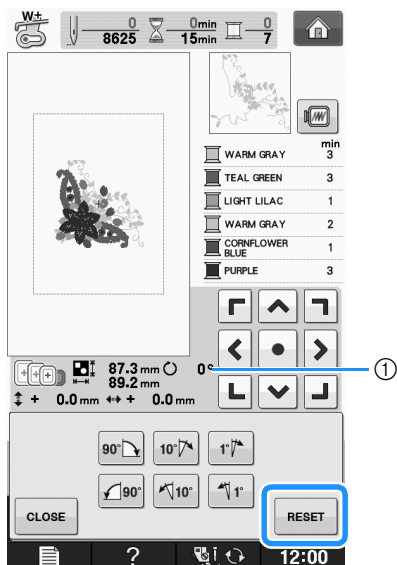 W±
0 0min 0
8625 15min 7
min
WARM GRAY 3
TEAL GREEN 3
LIGHT LILAC 1
WARM GRAY 2
CORNFLOWER
BLUE 1
PURPLE 3
87.3 mm 0° ①
89.2 mm
+ 0.0 mm + 0.0 mm
90° 10° 1°
90° 10° 1°
CLOSE RESET
? 12:00